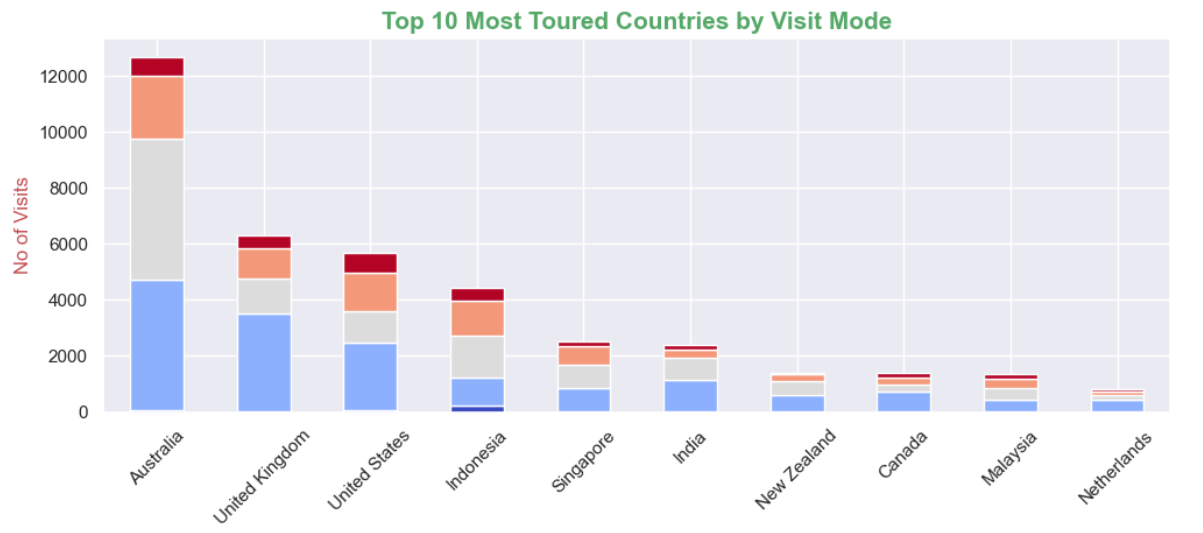 Top 10 Most Toured Countries by Visit Mode
No of Visits
12000
10000
8000
6000
4000
2000
0
Australia
United Kingdom
United States
Indonesia
Singapore
India
New Zealand
Canada
Malaysia
Netherlands